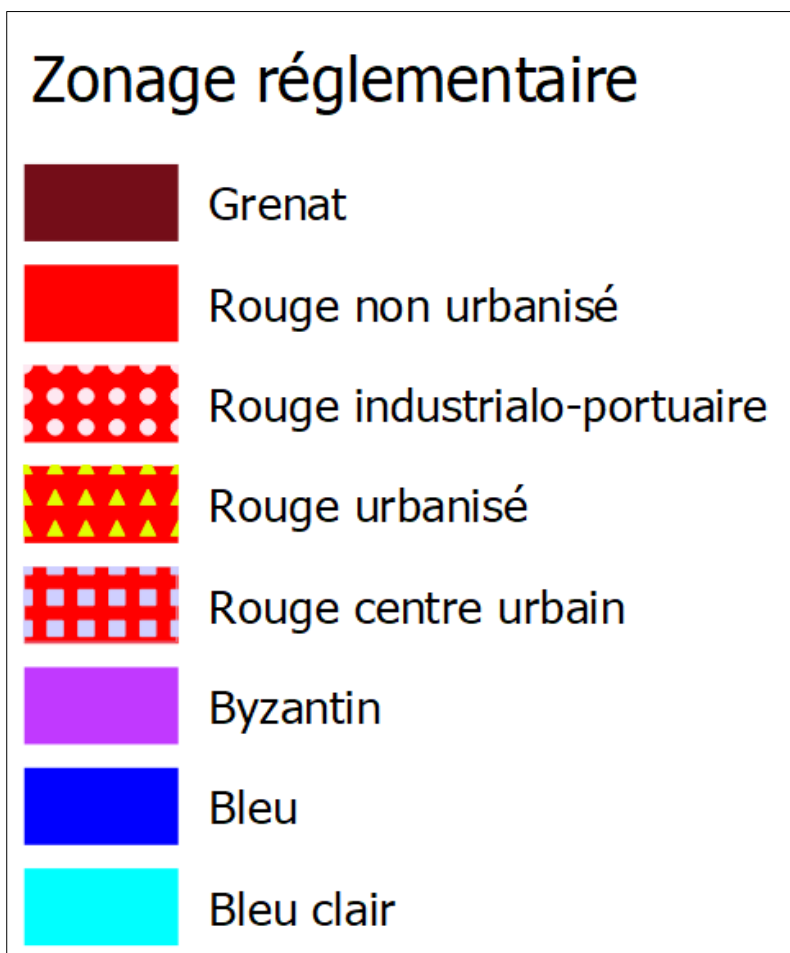 Zonage réglementaire
Grenat
Rouge non urbanisé
Rouge industrialo-portuaire
Rouge urbanisé
Rouge centre urbain
Byzantin
Bleu
Bleu clair